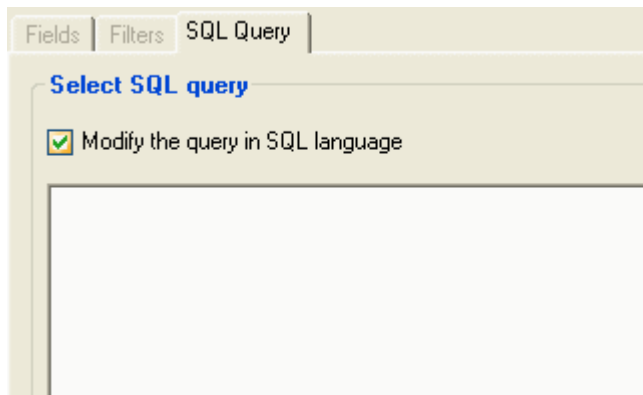 Fields Filters SQL Query
Select SQL query
Modify the query in SQL language